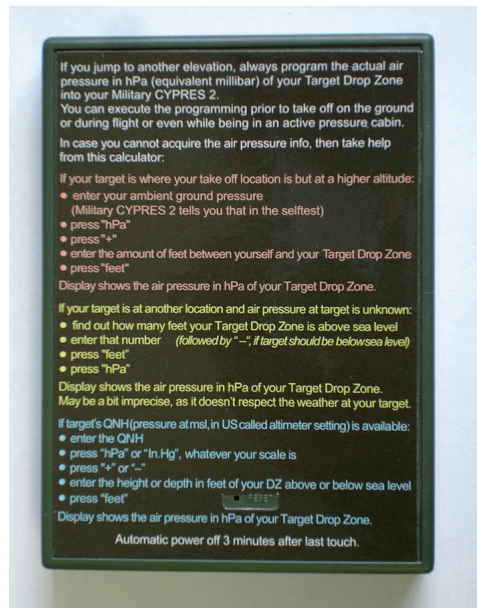 If you jump to another elevation, always program the actual air
pressure in hPa (equivalent millibar) of your Target Drop Zone
into your Military CYPRES 2.
You can execute the programming prior to take off on the ground
or during flight or even while being in an active pressure cabin.
In case you cannot acquire the air pressure info, then take help
from this calculator:
If your target is where your take off location is but at a higher altitude:
• enter your ambient ground pressure
(Military CYPRES 2 tells you that in the selftest)
• press "hPa"
• press "+"
• enter the amount of feet between yourself and your Target Drop Zone
• press "feet"
Display shows the air pressure in hPa of your Target Drop Zone.
If your target is at another location and air pressure at target is unknown:
• find out how many feet your Target Drop Zone is above sea level
• enter that number (followed by "–", if target should be below sea level)
• press "feet"
• press "hPa"
Display shows the air pressure in hPa of your Target Drop Zone.
May be a bit imprecise, as it doesn't respect the weather at your target.
If target's QNH (pressure at msl, in US called altimeter setting) is available:
• enter the QNH
• press "hPa" or "In.Hg", whatever your scale is
• press "+" or "–"
• enter the height or depth in feet of your DZ above or below sea level
• press "feet"
RESET
Display shows the air pressure in hPa of your Target Drop Zone.
Automatic power off 3 minutes after last touch.